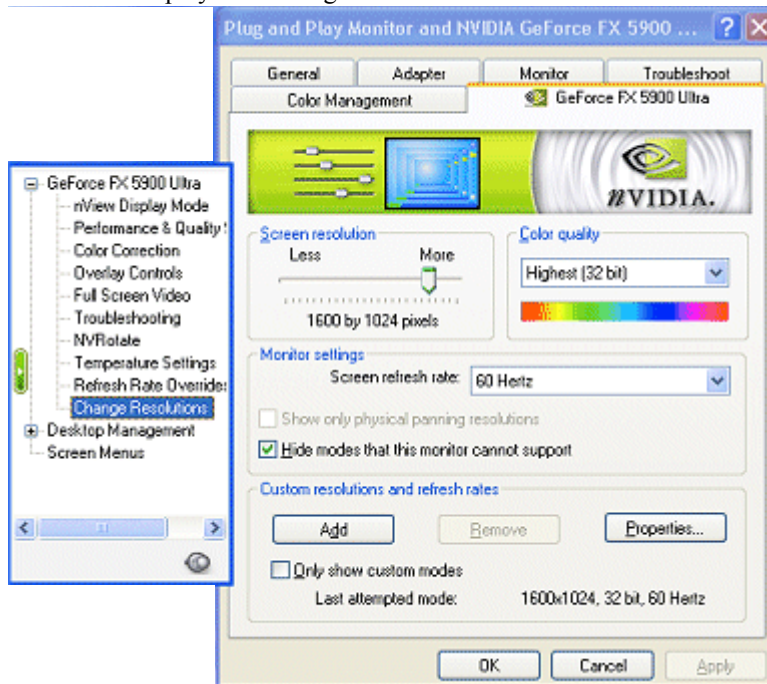 Plug and Play Monitor and NVIDIA GeForce FX 5900 ...
General Adapter Monitor Troubleshoot
Color Management GeForce FX 5900 Ultra
nVIDIA.
GeForce FX 5900 Ultra
nView Display Mode
Performance & Quality
Color Correction
Overlay Controls
Full Screen Video
Troubleshooting
NVRotate
Temperature Settings
Refresh Rate Overrides
Change Resolutions
Desktop Management
Screen Menus
Screen resolution
Less More
1600 by 1024 pixels
Color quality
Highest (32 bit)
Monitor settings
Screen refresh rate: 60 Hertz
Show only physical panning resolutions
Hide modes that this monitor cannot support
Custom resolutions and refresh rates
Add Remove Properties...
Only show custom modes
Last attempted mode: 1600x1024, 32 bit, 60 Hertz
OK Cancel Apply